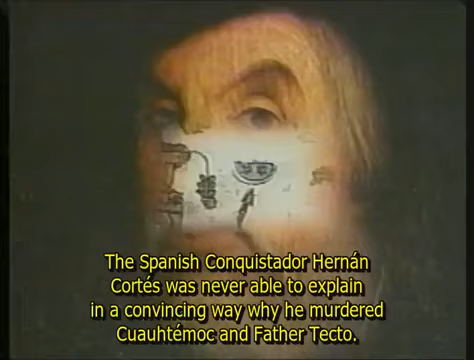 The Spanish Conquistador Hernán
Cortés was never able to explain
in a convincing way why he murdered
Cuauhtémoc and Father Tecto.